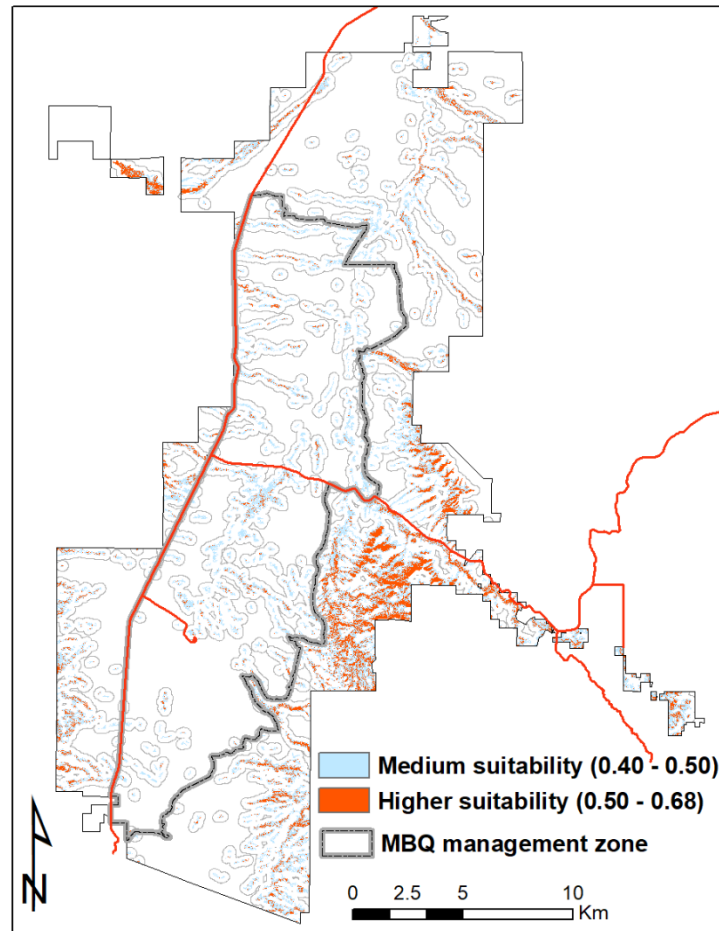 Medium suitability (0.40 - 0.50)
Higher suitability (0.50 - 0.68)
MBQ management zone
N
0 2.5 5 10
Km